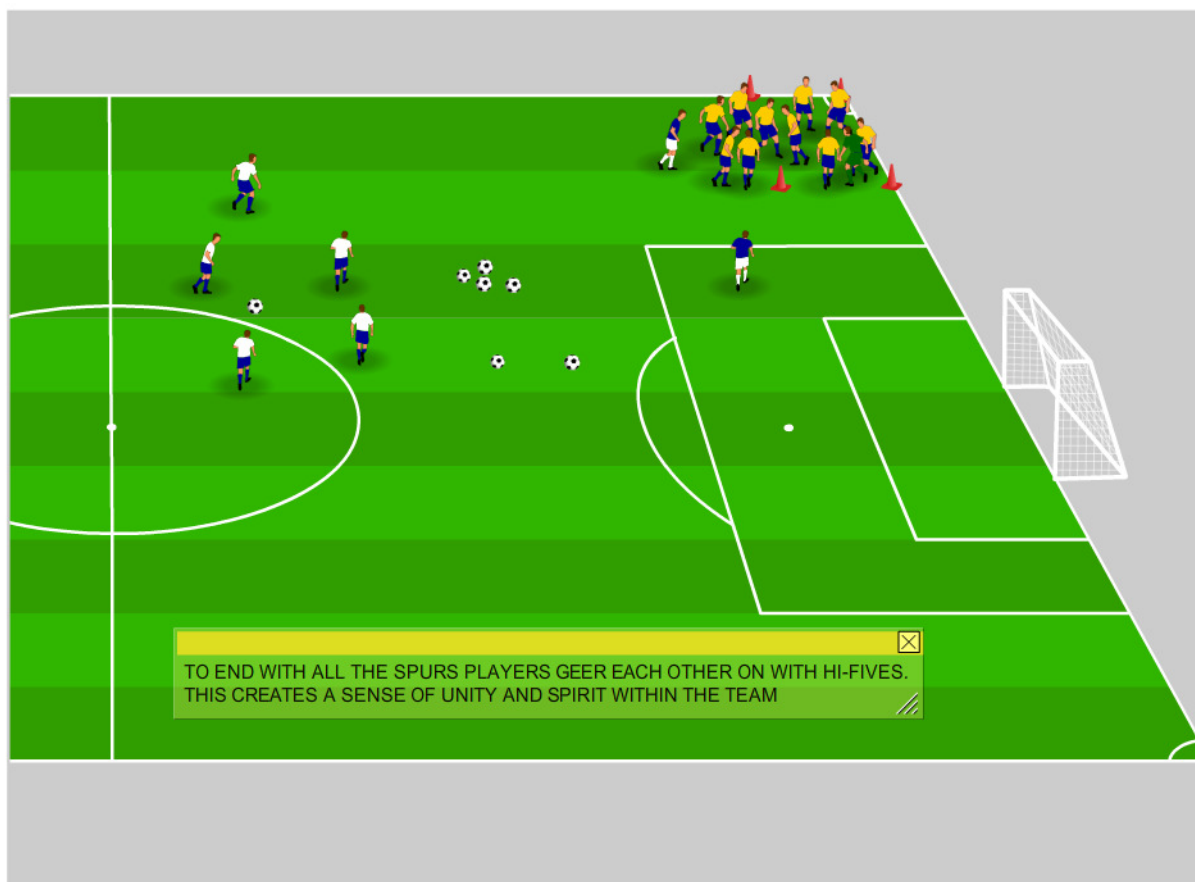 TO END WITH ALL THE SPURS PLAYERS GEER EACH OTHER ON WITH HI-FIVES.
THIS CREATES A SENSE OF UNITY AND SPIRIT WITHIN THE TEAM